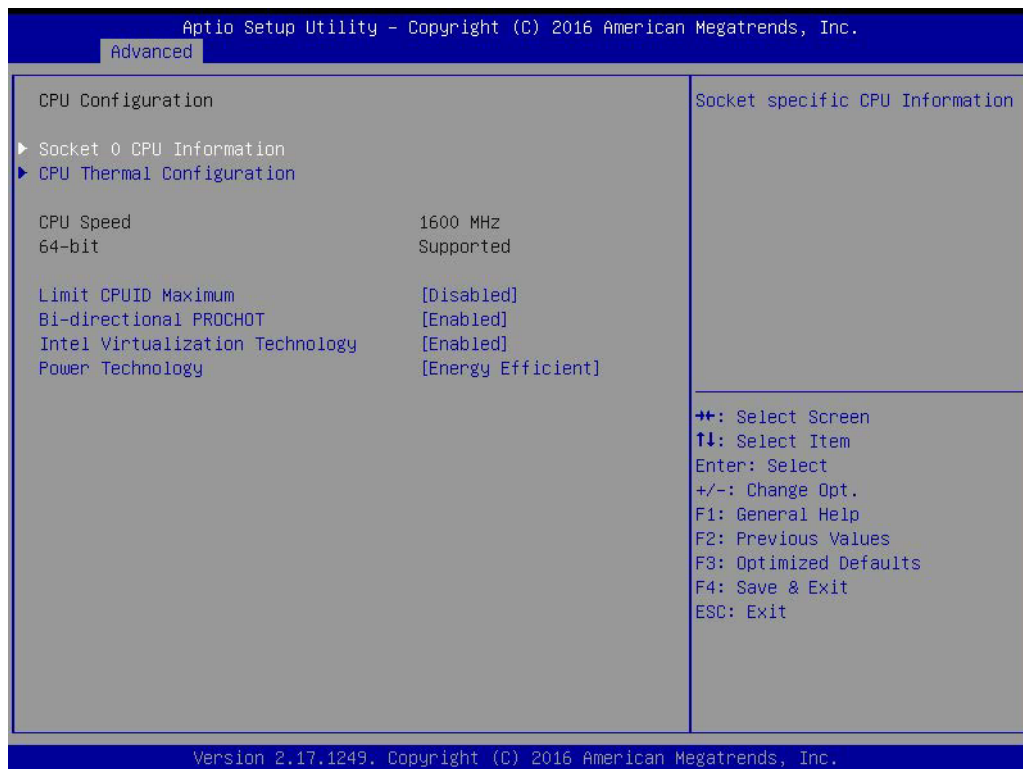 Aptio Setup Utility – Copyright (C) 2016 American Megatrends, Inc.
Advanced
CPU Configuration
Socket 0 CPU Information
CPU Thermal Configuration
CPU Speed 1600 MHz
64-bit Supported
Limit CPUID Maximum [Disabled]
Bi-directional PROCHOT [Enabled]
Intel Virtualization Technology [Enabled]
Power Technology [Energy Efficient]
Socket specific CPU Information
→←: Select Screen
↑↓: Select Item
Enter: Select
+/-: Change Opt.
F1: General Help
F2: Previous Values
F3: Optimized Defaults
F4: Save & Exit
ESC: Exit
Version 2.17.1249. Copyright (C) 2016 American Megatrends, Inc.